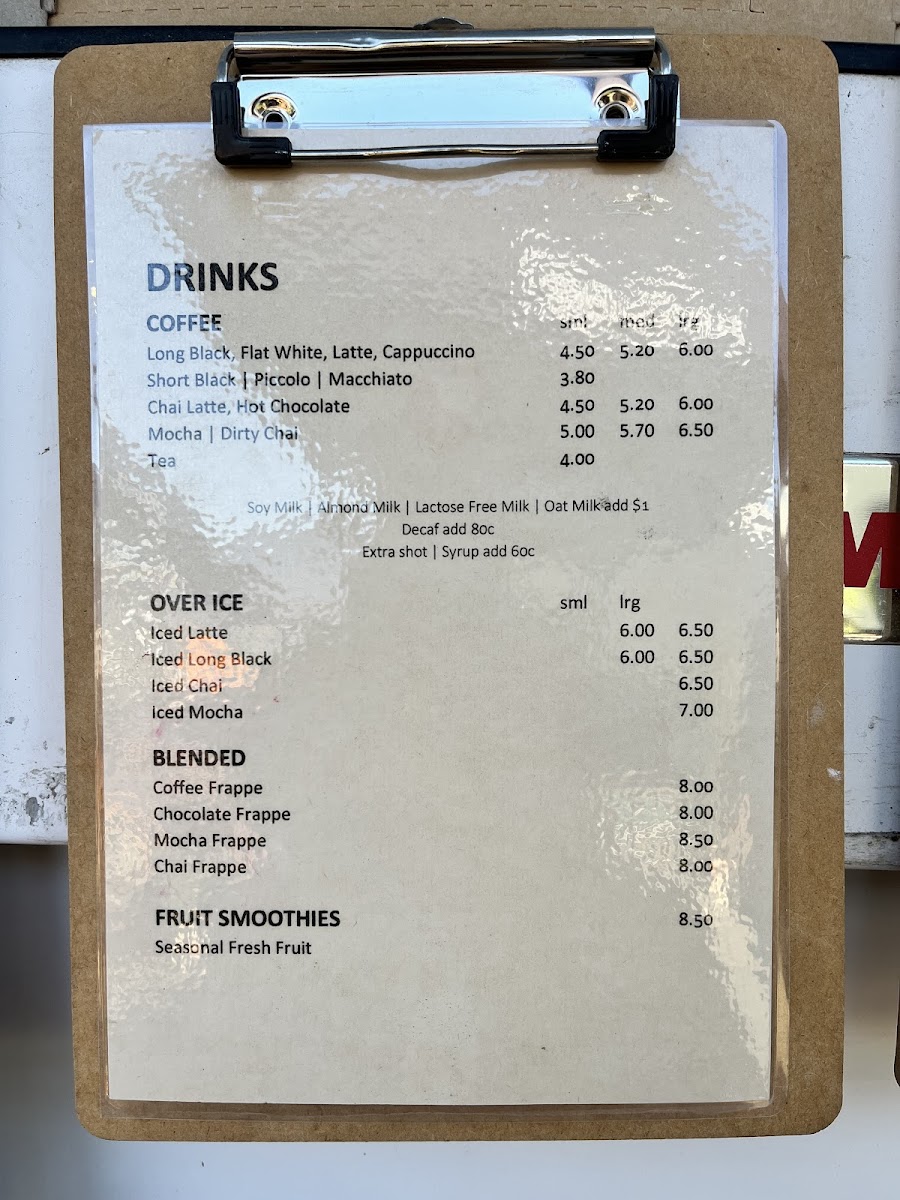 DRINKS
COFFEE sml med lrg
Long Black, Flat White, Latte, Cappuccino 4.50 5.20 6.00
Short Black | Piccolo | Macchiato 3.80
Chai Latte, Hot Chocolate 4.50 5.20 6.00
Mocha | Dirty Chai 5.00 5.70 6.50
Tea 4.00
Soy Milk | Almond Milk | Lactose Free Milk | Oat Milk add $1
Decaf add 80c
Extra shot | Syrup add 60c
OVER ICE sml lrg
Iced Latte 6.00 6.50
Iced Long Black 6.00 6.50
Iced Chai 6.50
Iced Mocha 7.00
BLENDED
Coffee Frappe 8.00
Chocolate Frappe 8.00
Mocha Frappe 8.50
Chai Frappe 8.00
FRUIT SMOOTHIES 8.50
Seasonal Fresh Fruit
M